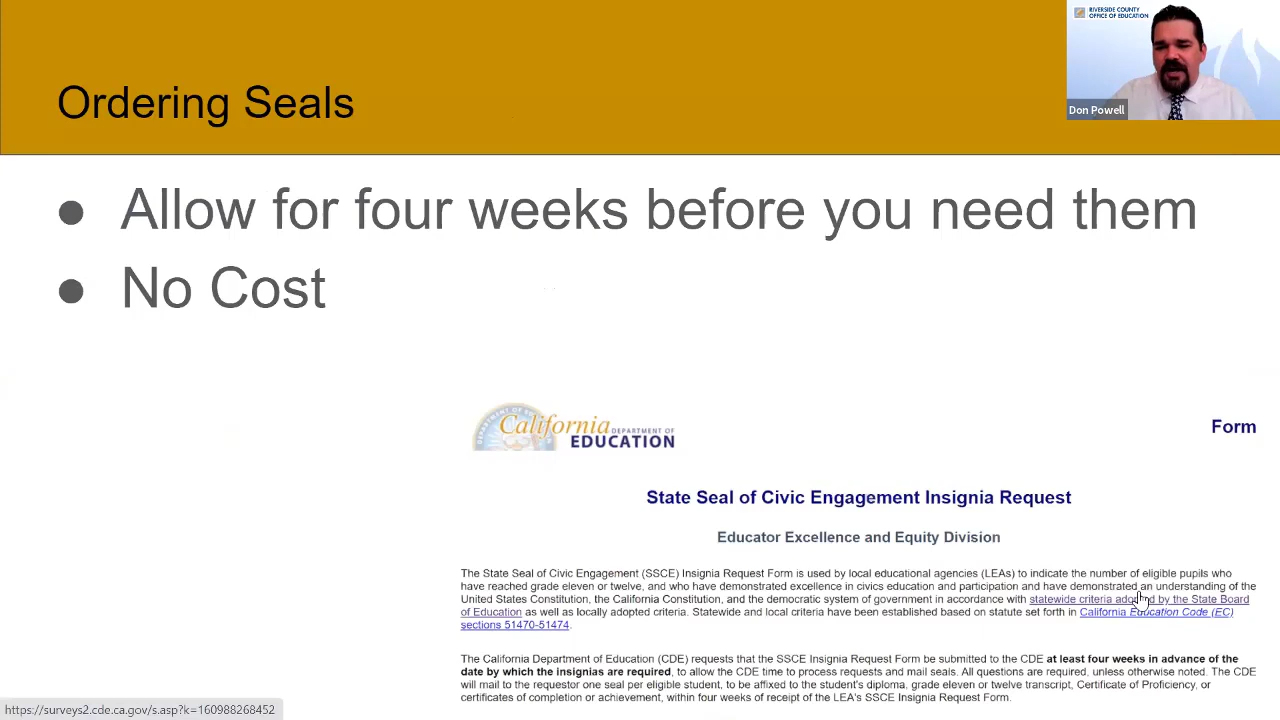 RIVERSIDE COUNTY
OFFICE OF EDUCATION
Don Powell
Ordering Seals
● Allow for four weeks before you need them
● No Cost
California DEPARTMENT OF
EDUCATION
Form
State Seal of Civic Engagement Insignia Request
Educator Excellence and Equity Division
The State Seal of Civic Engagement (SSCE) Insignia Request Form is used by local educational agencies (LEAs) to indicate the number of eligible pupils who
have reached grade eleven or twelve, and who have demonstrated excellence in civics education and participation and have demonstrated an understanding of the
United States Constitution, the California Constitution, and the democratic system of government in accordance with statewide criteria adopted by the State Board
of Education as well as locally adopted criteria. Statewide and local criteria have been established based on statute set forth in California Education Code (EC)
sections 51470-51474.
The California Department of Education (CDE) requests that the SSCE Insignia Request Form be submitted to the CDE at least four weeks in advance of the
date by which the insignias are required, to allow the CDE time to process requests and mail seals. All questions are required, unless otherwise noted. The CDE
will mail to the requestor one seal per eligible student, to be affixed to the student's diploma, grade eleven or twelve transcript, Certificate of Proficiency, or
certificates of completion or achievement, within four weeks of receipt of the LEA's SSCE Insignia Request Form.
https://surveys2.cde.ca.gov/s.asp?k=160988268452